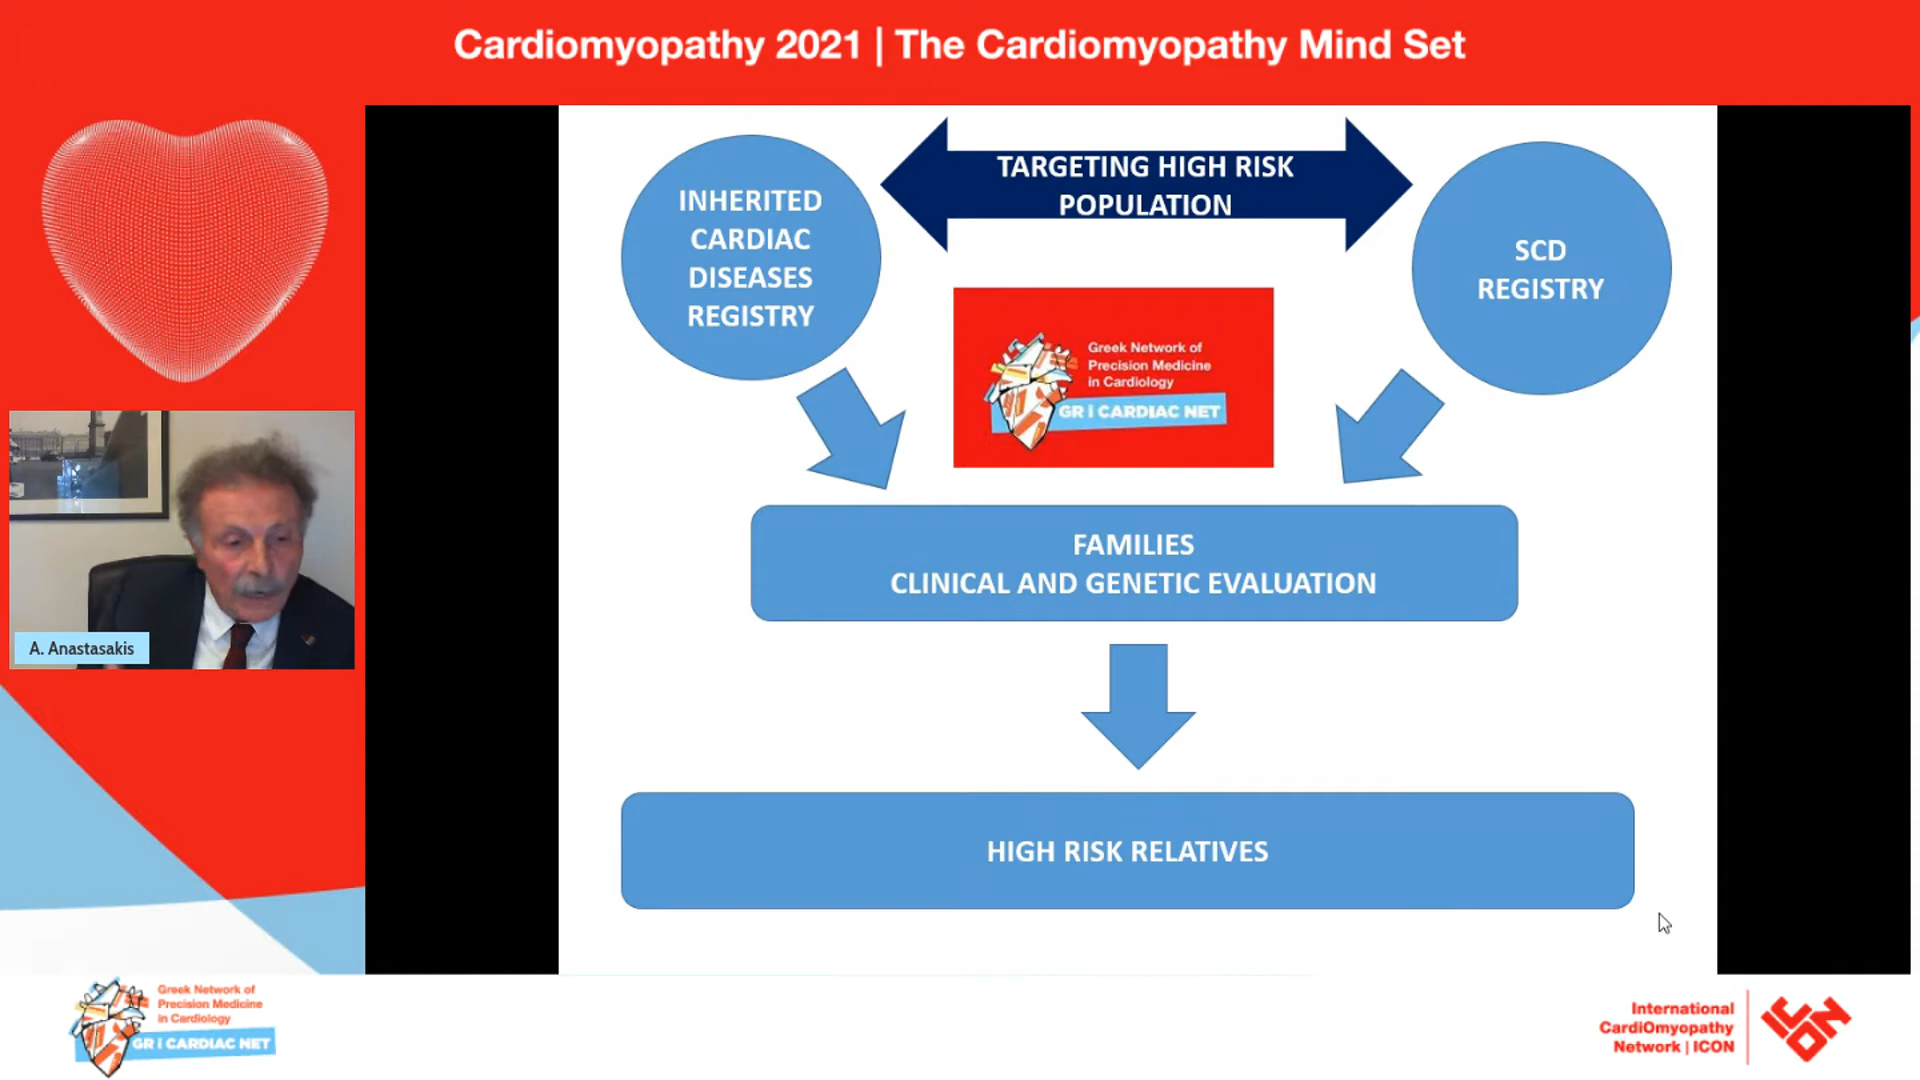 Cardiomyopathy 2021 | The Cardiomyopathy Mind Set
INHERITED
CARDIAC
DISEASES
REGISTRY
TARGETING HIGH RISK
POPULATION
SCD
REGISTRY
Greek Network of
Precision Medicine
in Cardiology
GR i CARDIAC NET
FAMILIES
CLINICAL AND GENETIC EVALUATION
HIGH RISK RELATIVES
A. Anastasakis
Greek Network of
Precision Medicine
in Cardiology
GR i CARDIAC NET
International
CardiOmyopathy
Network | ICON
ICON